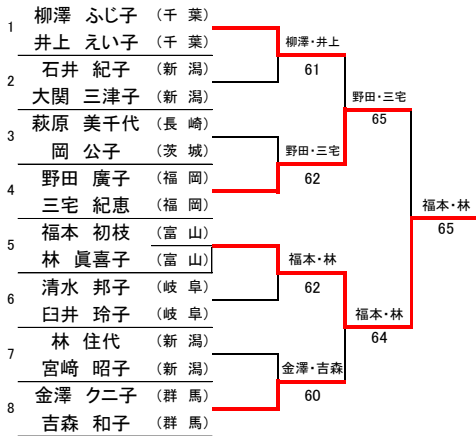 1 柳澤 ふじ子 (千 葉)
井上 えい子 (千 葉)
2 石井 紀子 (新 潟)
大関 三津子 (新 潟)
3 萩原 美千代 (長 崎)
岡 公子 (茨 城)
4 野田 廣子 (福 岡)
三宅 紀恵 (福 岡)
5 福本 初枝 (富 山)
林 眞喜子 (富 山)
6 清水 邦子 (岐 阜)
臼井 玲子 (岐 阜)
7 林 住代 (新 潟)
宮﨑 昭子 (新 潟)
8 金澤 クニ子 (群 馬)
吉森 和子 (群 馬)
柳澤・井上
61
野田・三宅
62
福本・林
62
金澤・吉森
60
野田・三宅
65
福本・林
64
福本・林
65